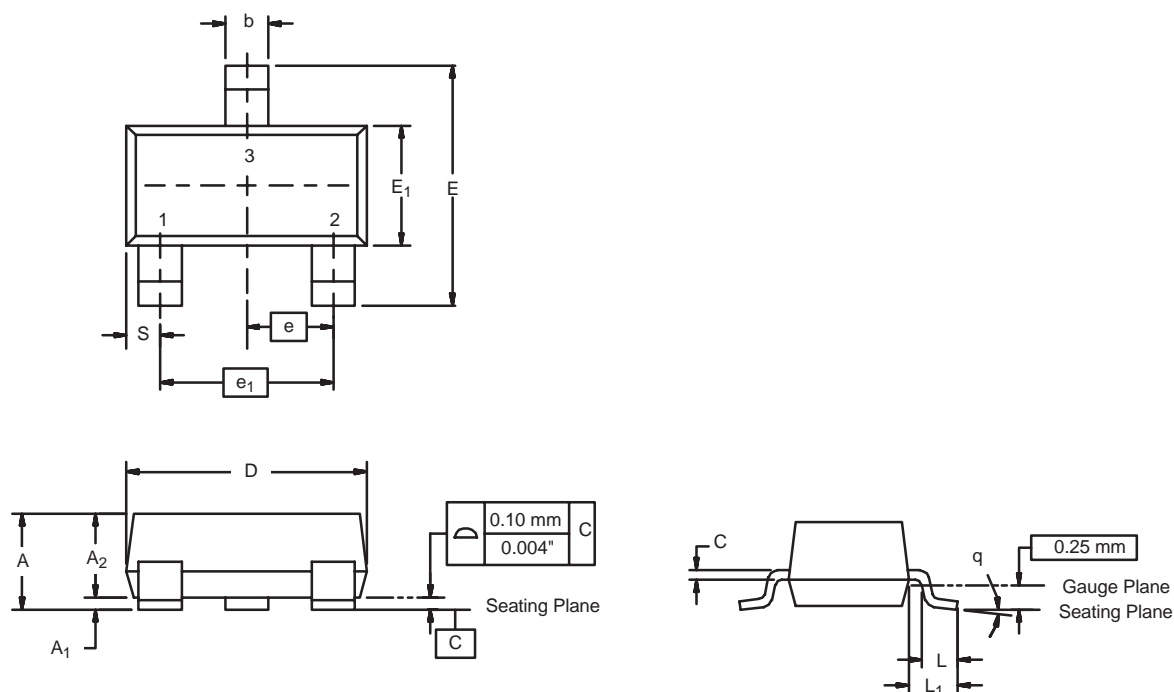 b
3
E₁
E
1
2
S
e
e₁
D
0.10 mm
C
0.004"
A
A₂
Seating Plane
A₁
C
C
q
0.25 mm
Gauge Plane
Seating Plane
L
L₁